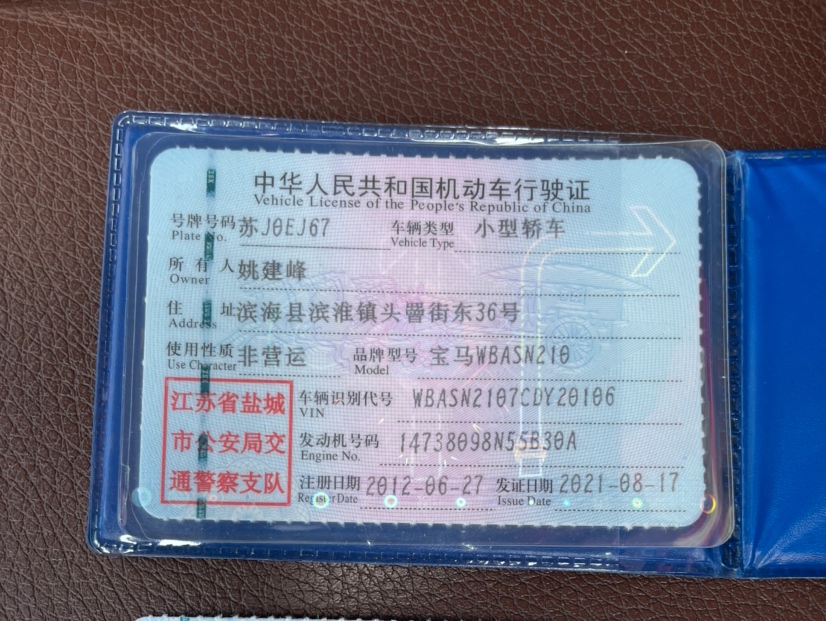 中华人民共和国机动车行驶证
Vehicle License of the People's Republic of China
号牌号码 苏J0EJ67 车辆类型 小型轿车
Plate No. Vehicle Type
所有人 姚建峰
Owner
住址 滨海县滨淮镇头罾街东36号
Address
使用性质 非营运 品牌型号 宝马WBASN210
Use Character Model
江苏省盐城
市公安局交
通警察支队
车辆识别代号 WBASN2107CDY20106
VIN
发动机号码 14738098N55B30A
Engine No.
注册日期 2012-06-27 发证日期 2021-08-17
Register Date Issue Date